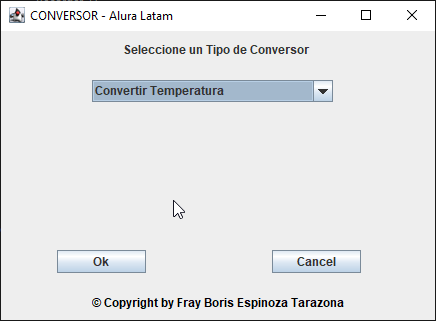 CONVERSOR - Alura Latam
Seleccione un Tipo de Conversor
Convertir Temperatura
Ok Cancel
© Copyright by Fray Boris Espinoza Tarazona